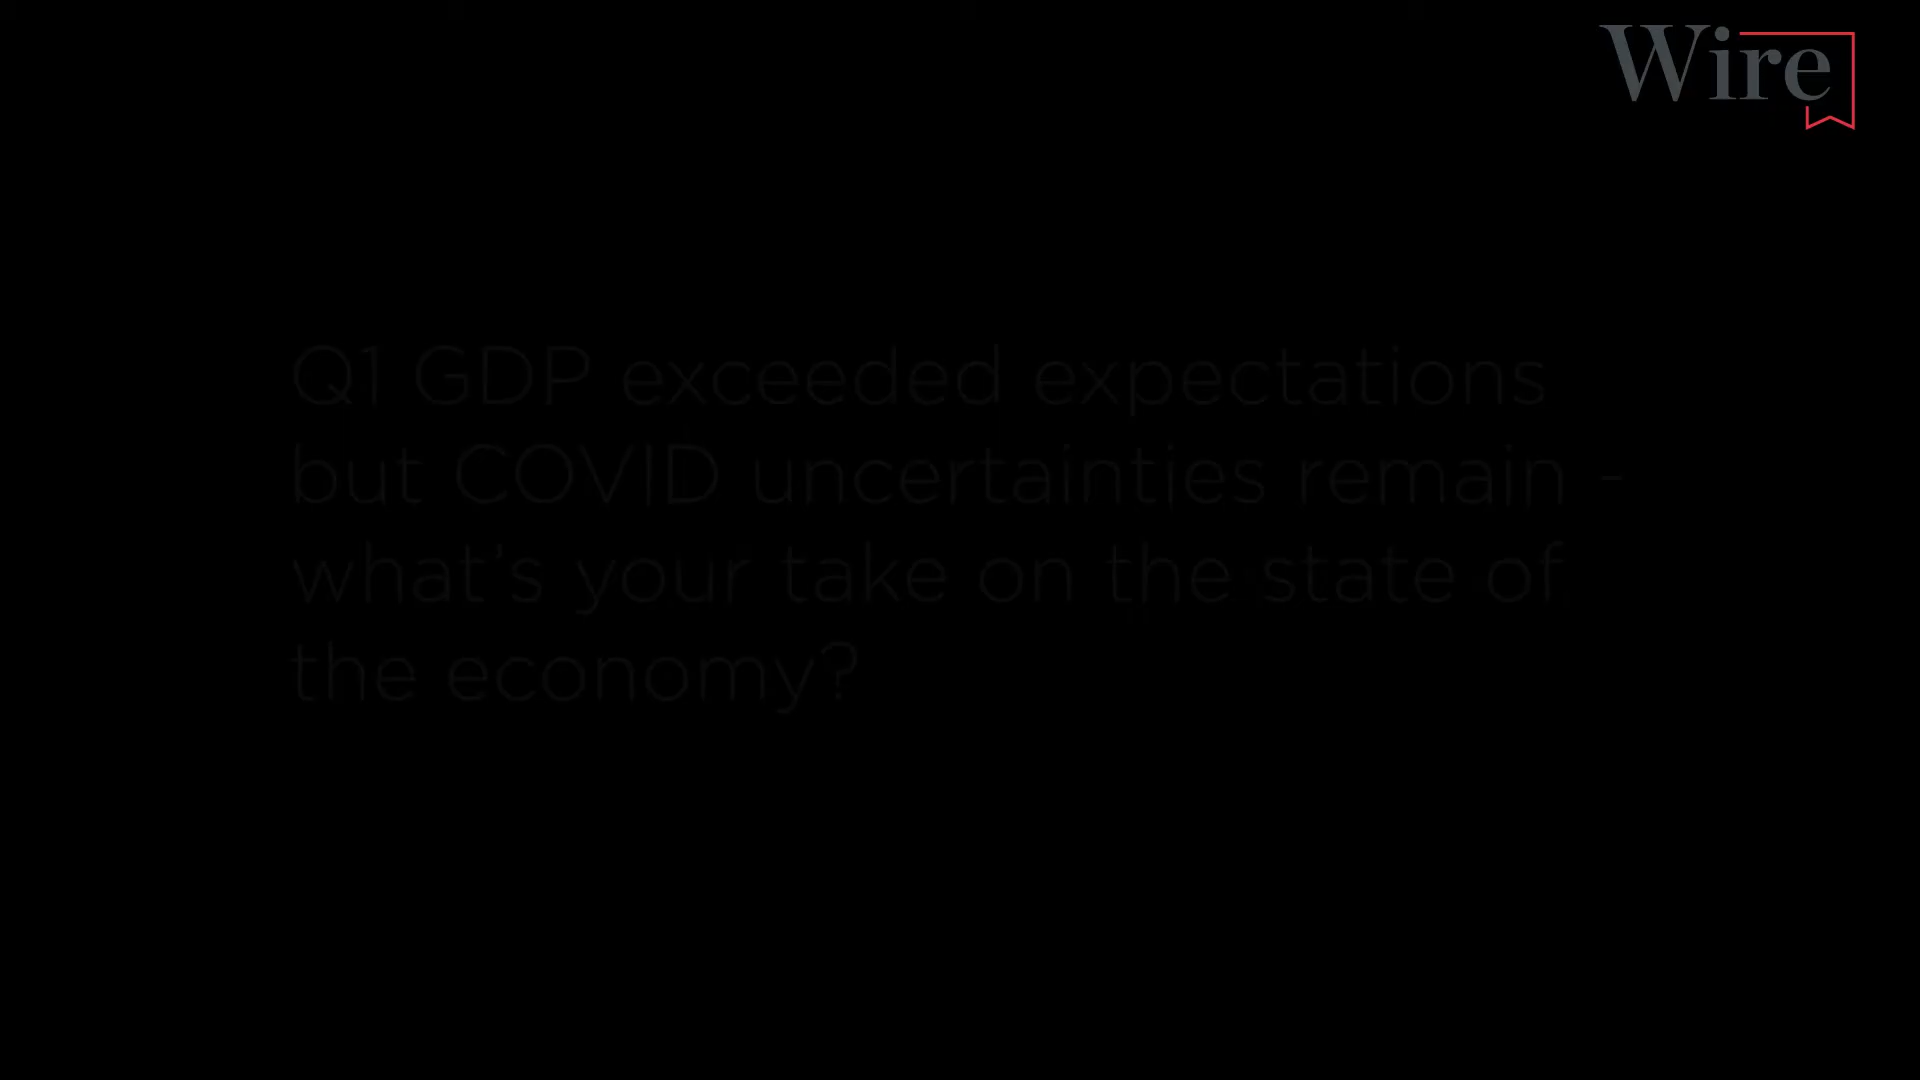 Wire
Q1 GDP exceeded expectations
but COVID uncertainties remain -
what's your take on the state of
the economy?